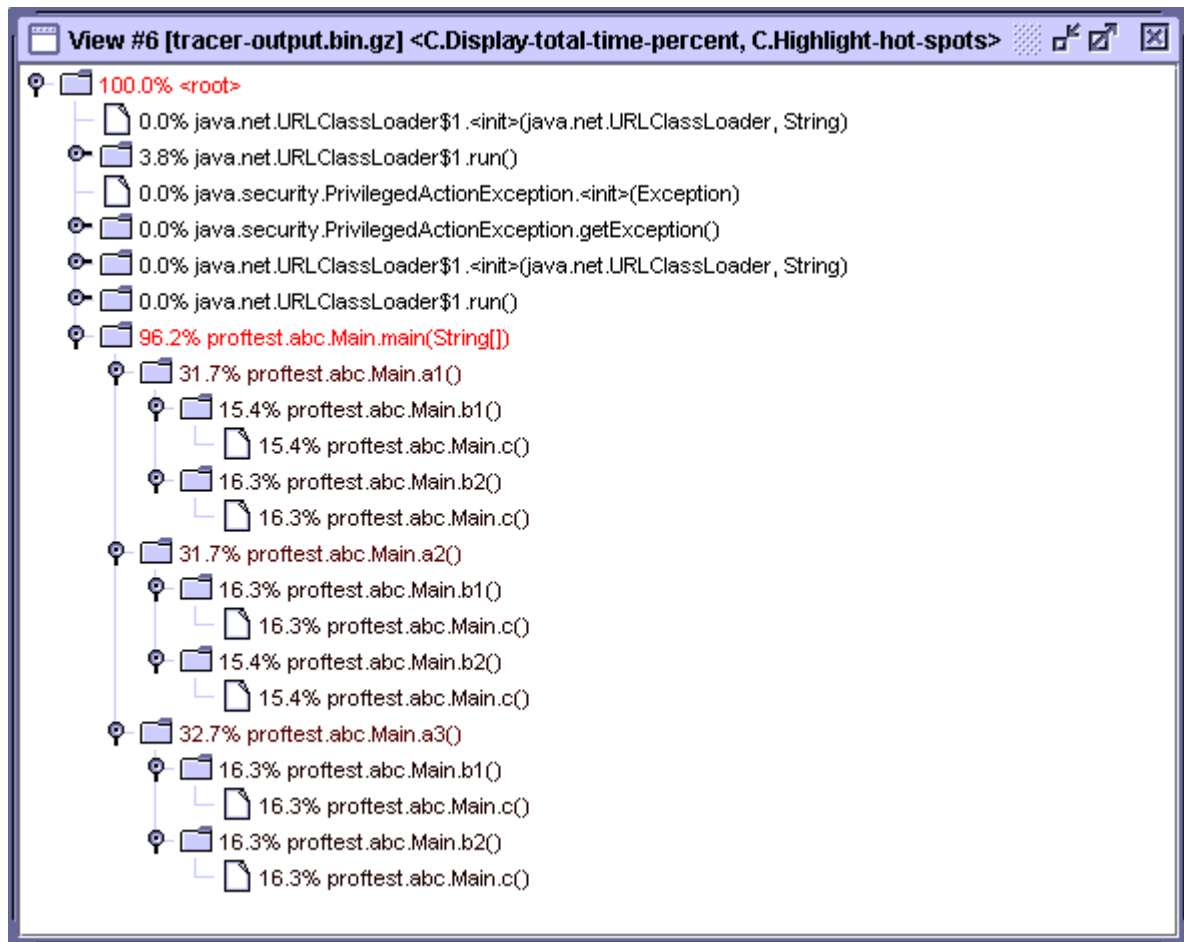 View #6 [tracer-output.bin.gz] <C.Display-total-time-percent, C.Highlight-hot-spots>
100.0% <root>
0.0% java.net.URLClassLoader$1.<init>(java.net.URLClassLoader, String)
3.8% java.net.URLClassLoader$1.run()
0.0% java.security.PrivilegedActionException.<init>(Exception)
0.0% java.security.PrivilegedActionException.getException()
0.0% java.net.URLClassLoader$1.<init>(java.net.URLClassLoader, String)
0.0% java.net.URLClassLoader$1.run()
96.2% proftest.abc.Main.main(String[])
31.7% proftest.abc.Main.a1()
15.4% proftest.abc.Main.b1()
15.4% proftest.abc.Main.c()
16.3% proftest.abc.Main.b2()
16.3% proftest.abc.Main.c()
31.7% proftest.abc.Main.a2()
16.3% proftest.abc.Main.b1()
16.3% proftest.abc.Main.c()
15.4% proftest.abc.Main.b2()
15.4% proftest.abc.Main.c()
32.7% proftest.abc.Main.a3()
16.3% proftest.abc.Main.b1()
16.3% proftest.abc.Main.c()
16.3% proftest.abc.Main.b2()
16.3% proftest.abc.Main.c()